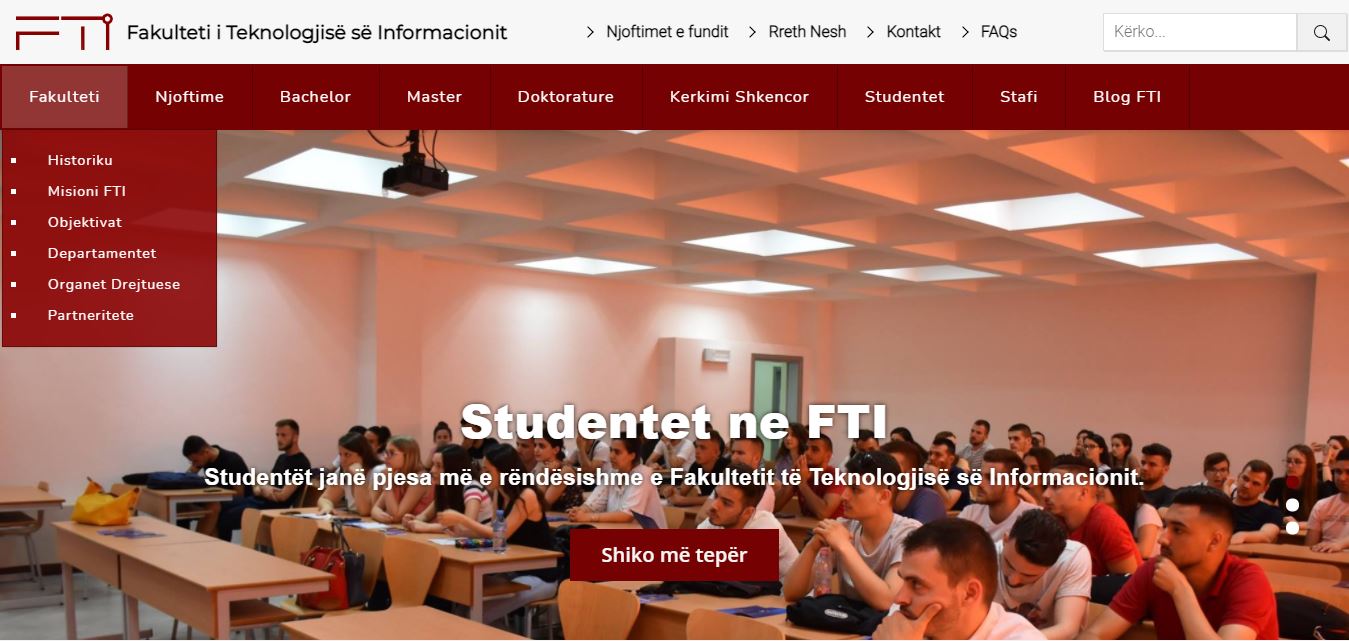 FTI Fakulteti i Teknologjisë së Informacionit
Njoftimet e fundit
Rreth Nesh
Kontakt
FAQs
Kërko...
Fakulteti
Njoftime
Bachelor
Master
Doktorature
Kerkimi Shkencor
Studentet
Stafi
Blog FTI
Historiku
Misioni FTI
Objektivat
Departamentet
Organet Drejtuese
Partneritete
Studentet ne FTI
Studentët janë pjesa më e rëndësishme e Fakultetit të Teknologjisë së Informacionit.
Shiko më tepër